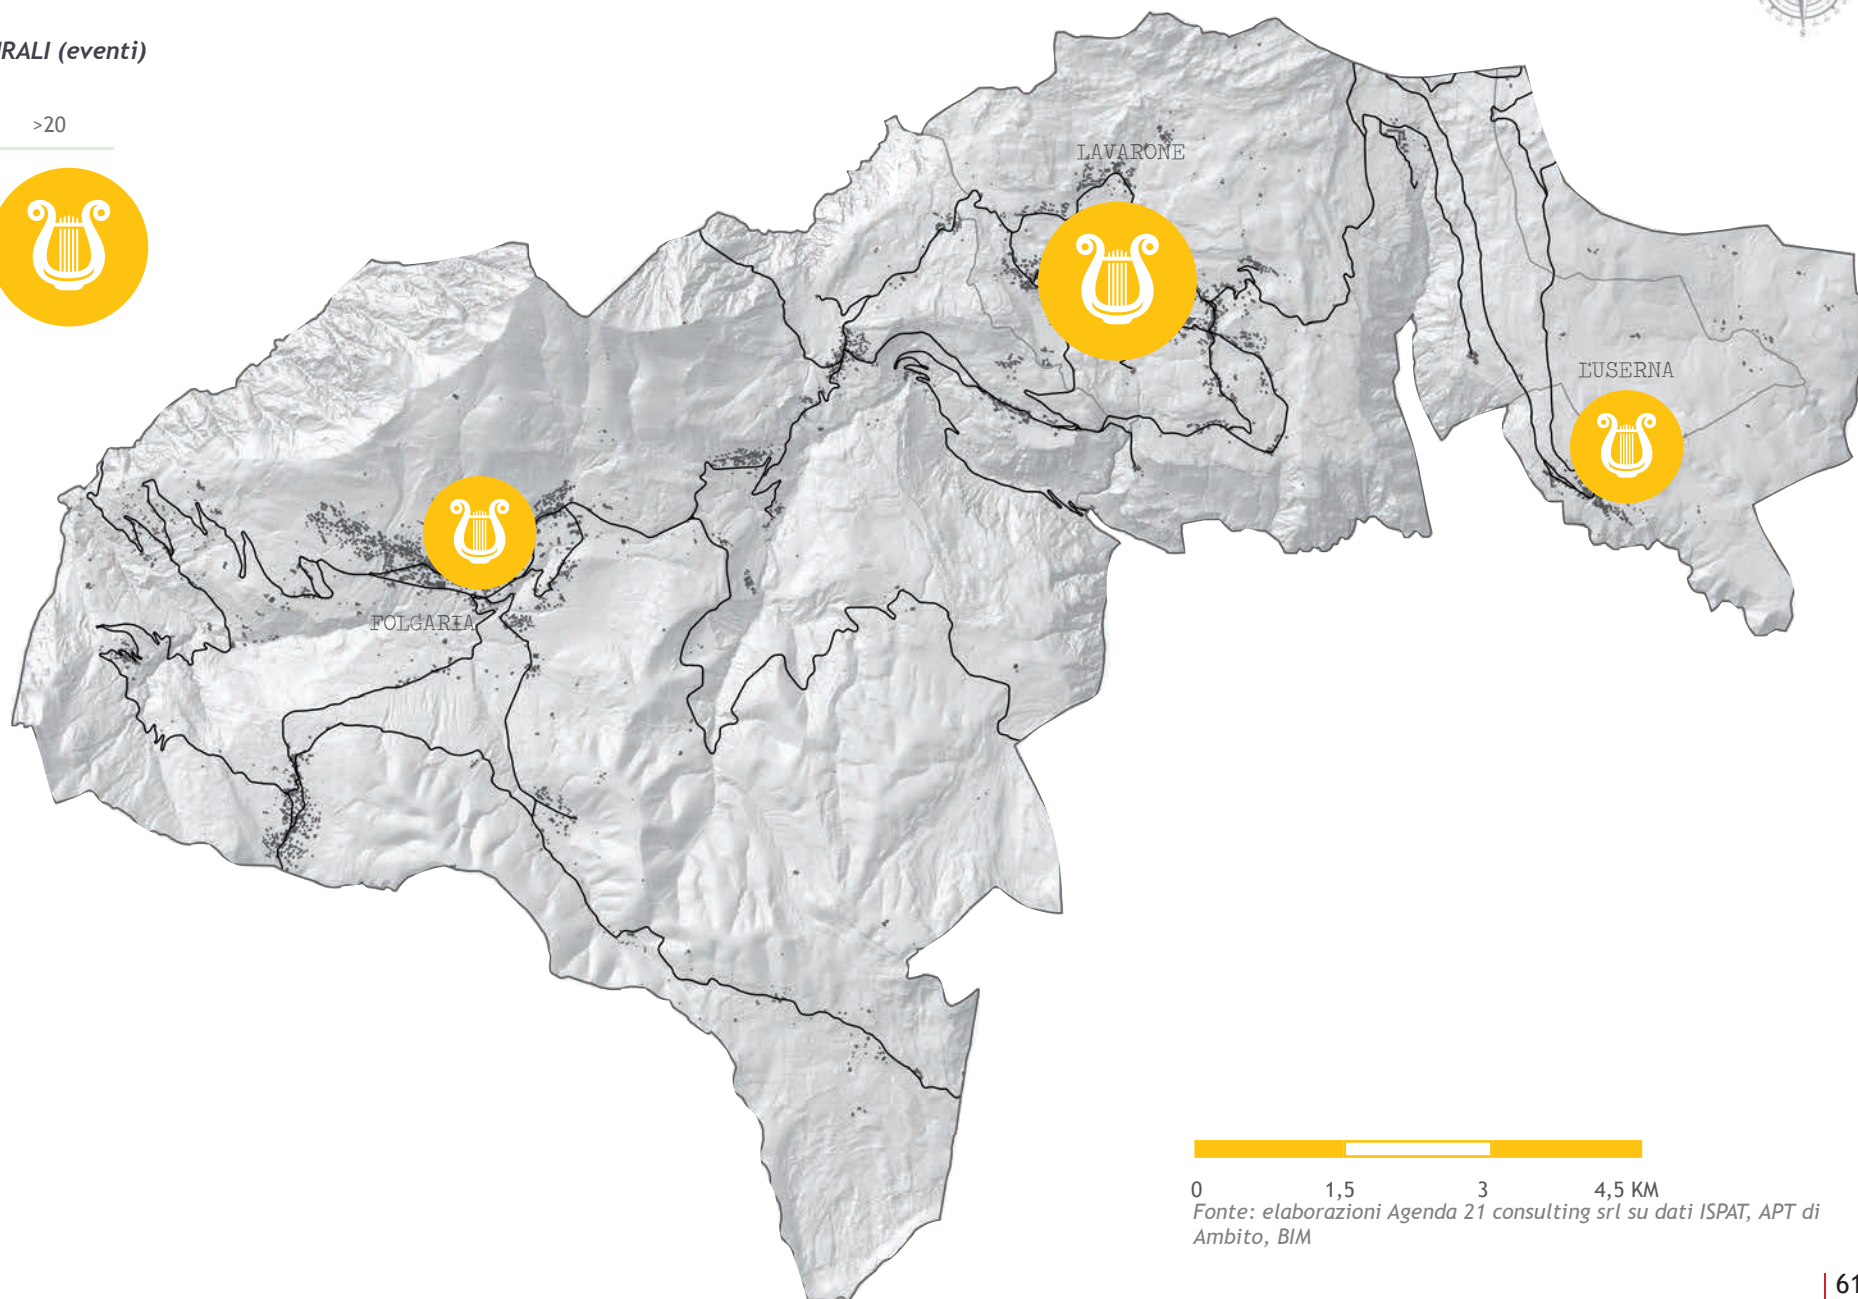 RALI (eventi)
>20
LAVARONE
LUSERNA
FOLGARIA
0 1,5 3 4,5 KM
Fonte: elaborazioni Agenda 21 consulting srl su dati ISPAT, APT di
Ambito, BIM
61